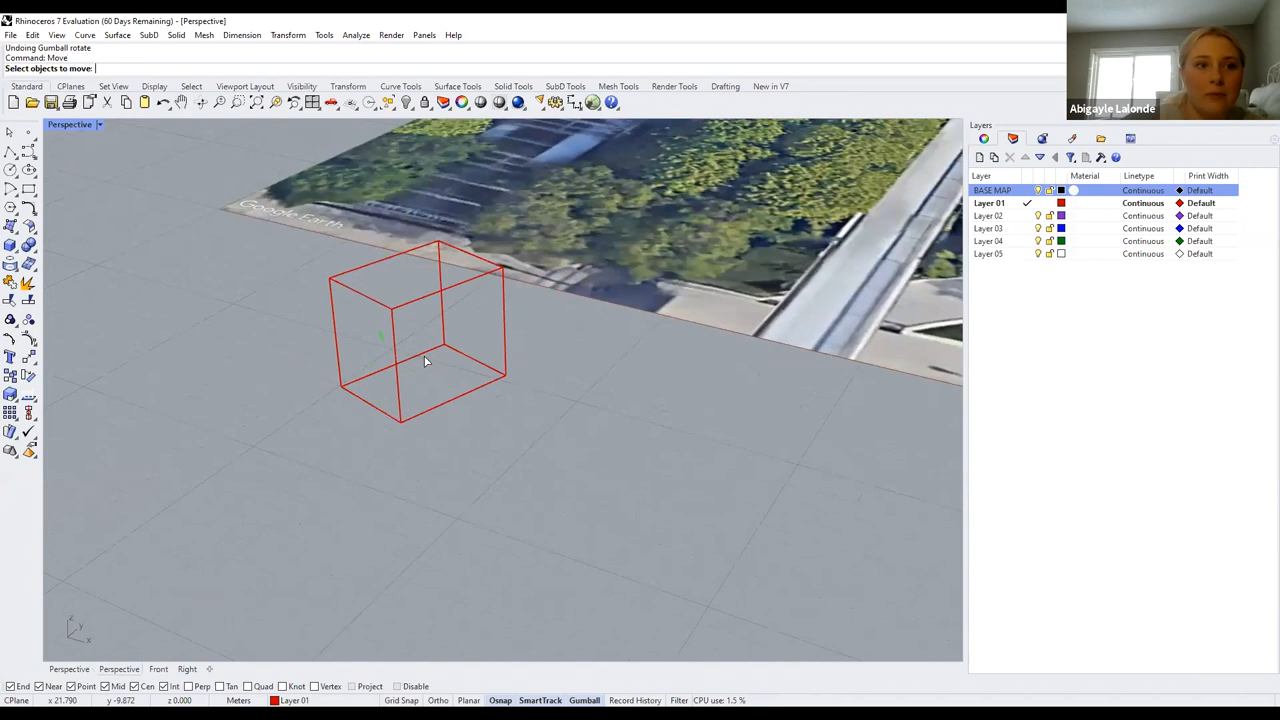 Rhinoceros 7 Evaluation (60 Days Remaining) - [Perspective]
File Edit View Curve Surface SubD Solid Mesh Dimension Transform Tools Analyze Render Panels Help
Undoing Gumball rotate
Command: Move
Select objects to move:
Standard CPlanes Set View Display Select Viewport Layout Visibility Transform Curve Tools Surface Tools Solid Tools SubD Tools Mesh Tools Render Tools Drafting New in V7
Abigayle Lalonde
Perspective
Layers
Layer Material Linetype Print Width
BASE MAP Continuous Default
Layer 01 Continuous Default
Layer 02 Continuous Default
Layer 03 Continuous Default
Layer 04 Continuous Default
Layer 05 Continuous Default
Google Earth
z
y
x
Perspective Perspective Front Right
End Near Point Mid Cen Int Perp Tan Quad Knot Vertex Project Disable
CPlane x 21.790 y -9.872 z 0.000 Meters Layer 01 Grid Snap Ortho Planar Osnap SmartTrack Gumball Record History Filter CPU use: 1.5 %